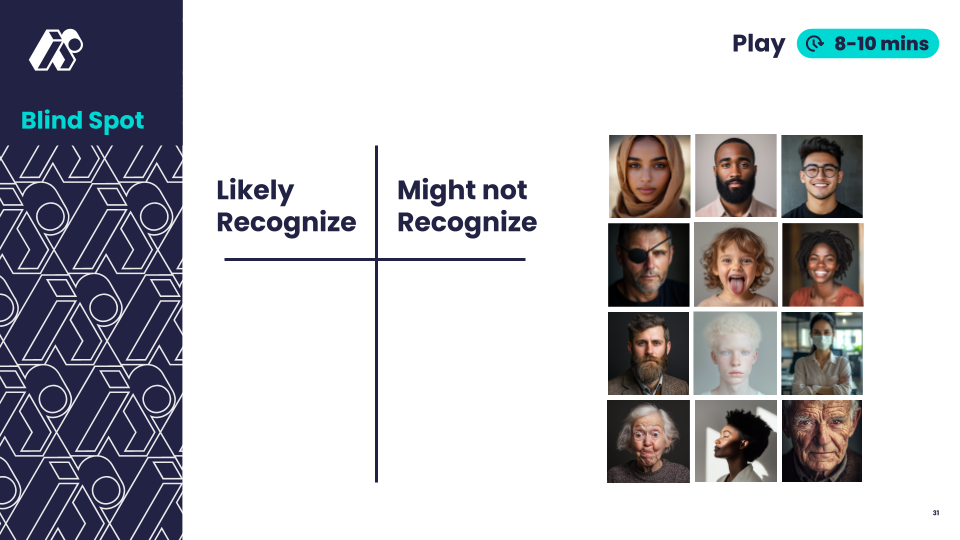 Play
8-10 mins
Blind Spot
Likely
Recognize
Might not
Recognize
31